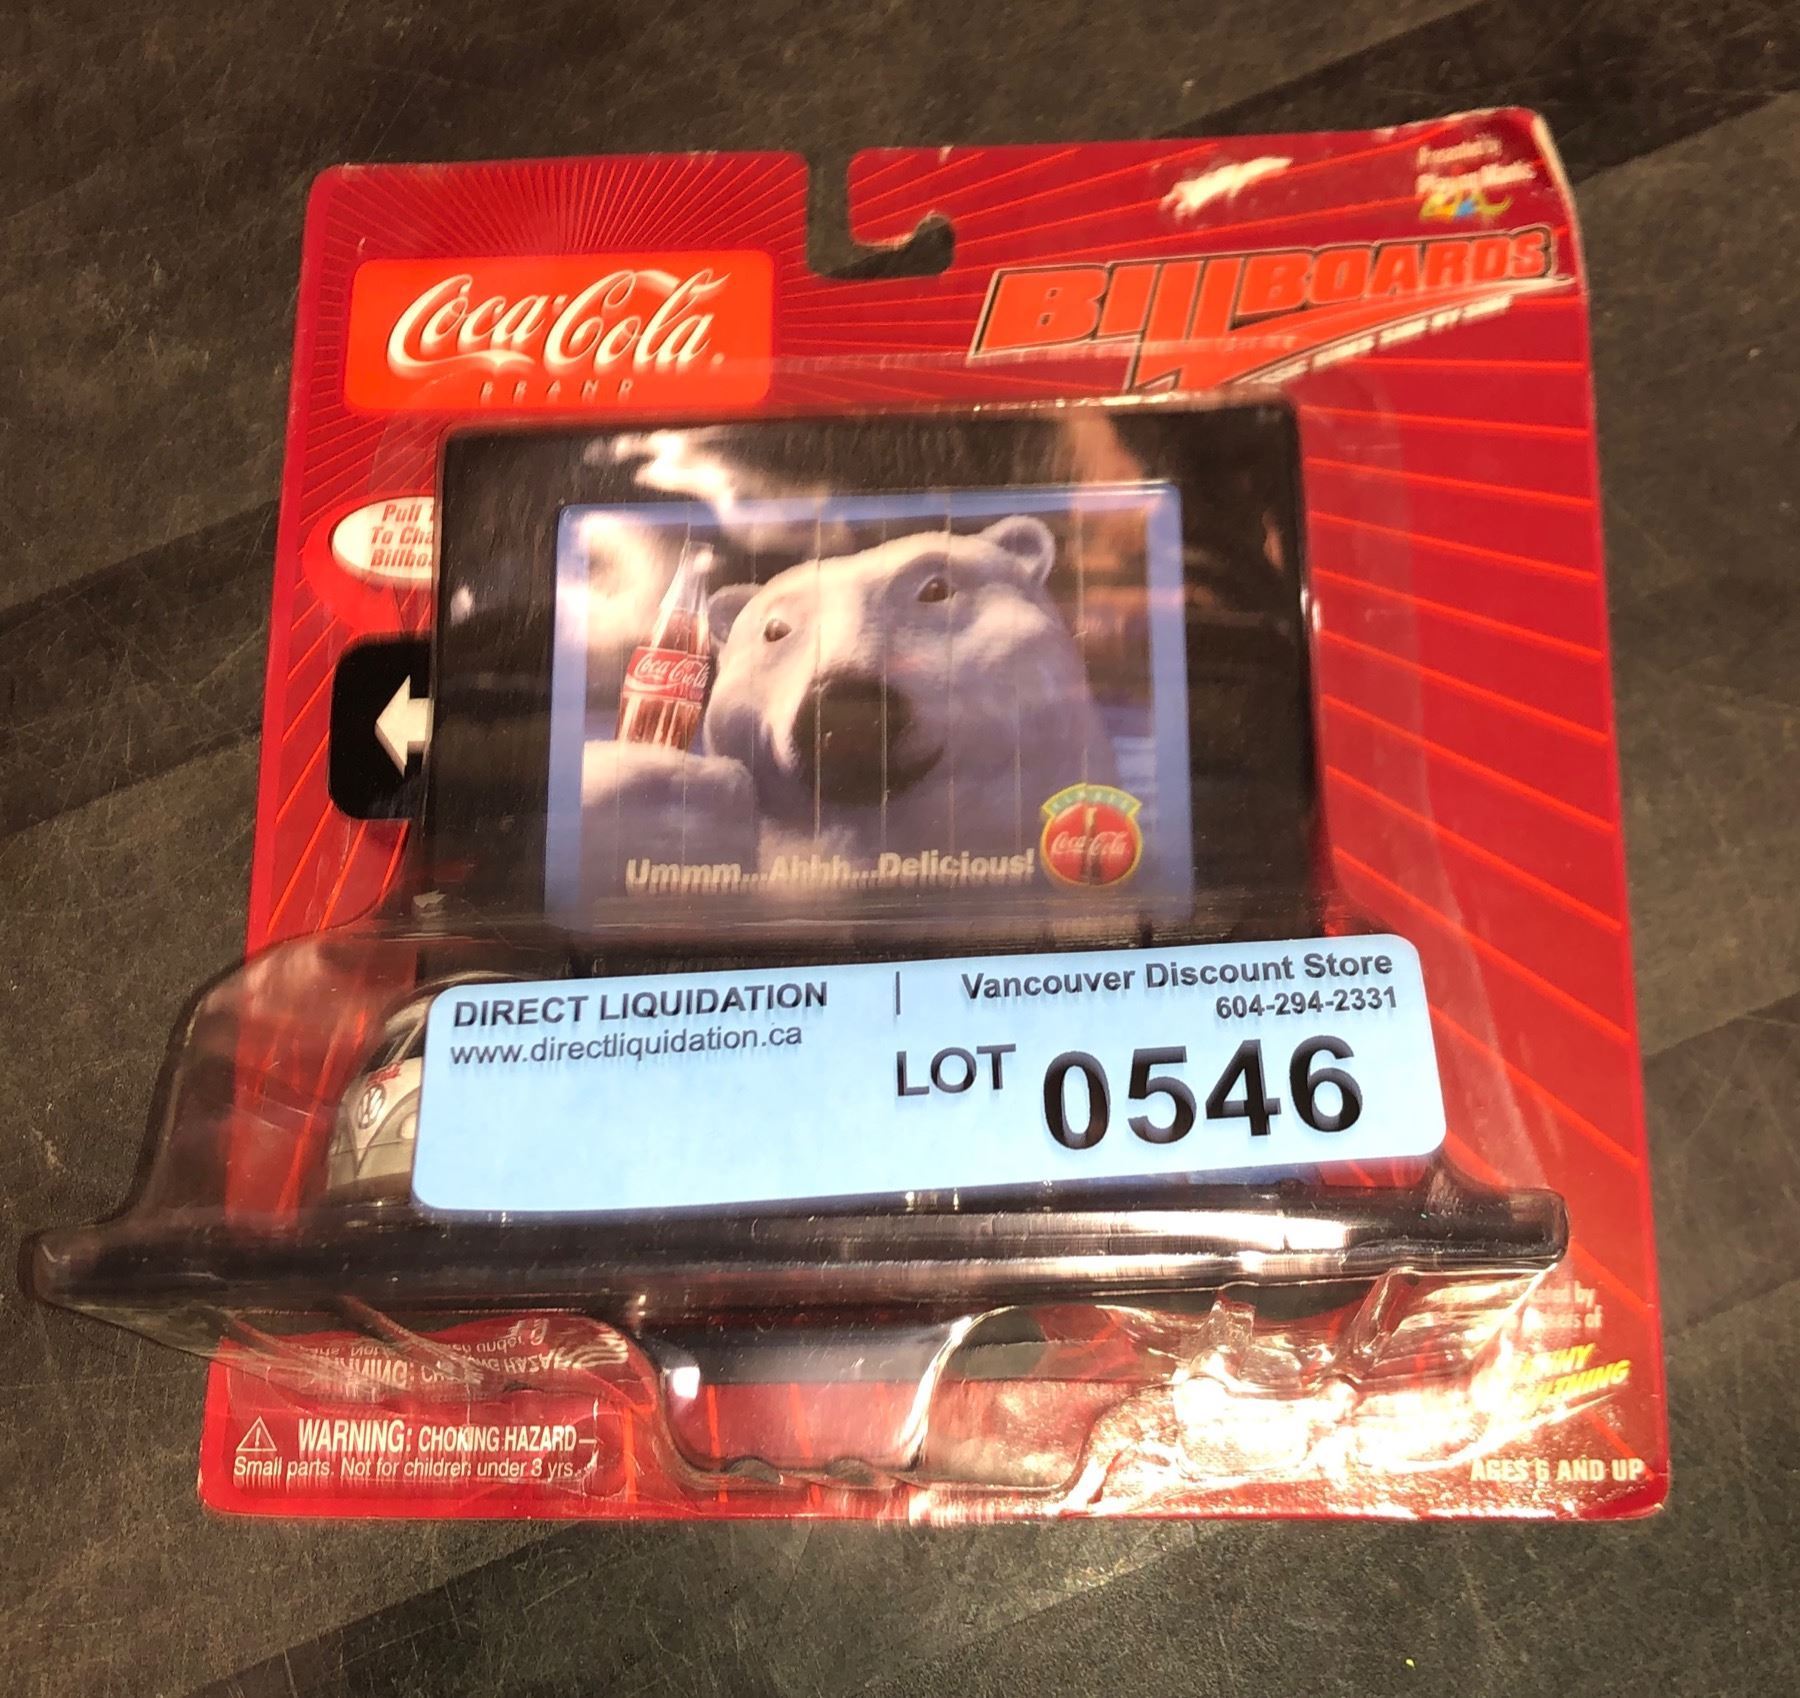 Coca-Cola
BRAND
BILLBOARDS
Pull
To
Coca-Cola
Coca-Cola
Ummm...Ahhh...Delicious!
DIRECT LIQUIDATION | Vancouver Discount Store
www.directliquidation.ca
604-294-2331
LOT 0546
WARNING: CHOKING HAZARD–
Small parts. Not for children under 3 yrs.
AGES 6 AND UP